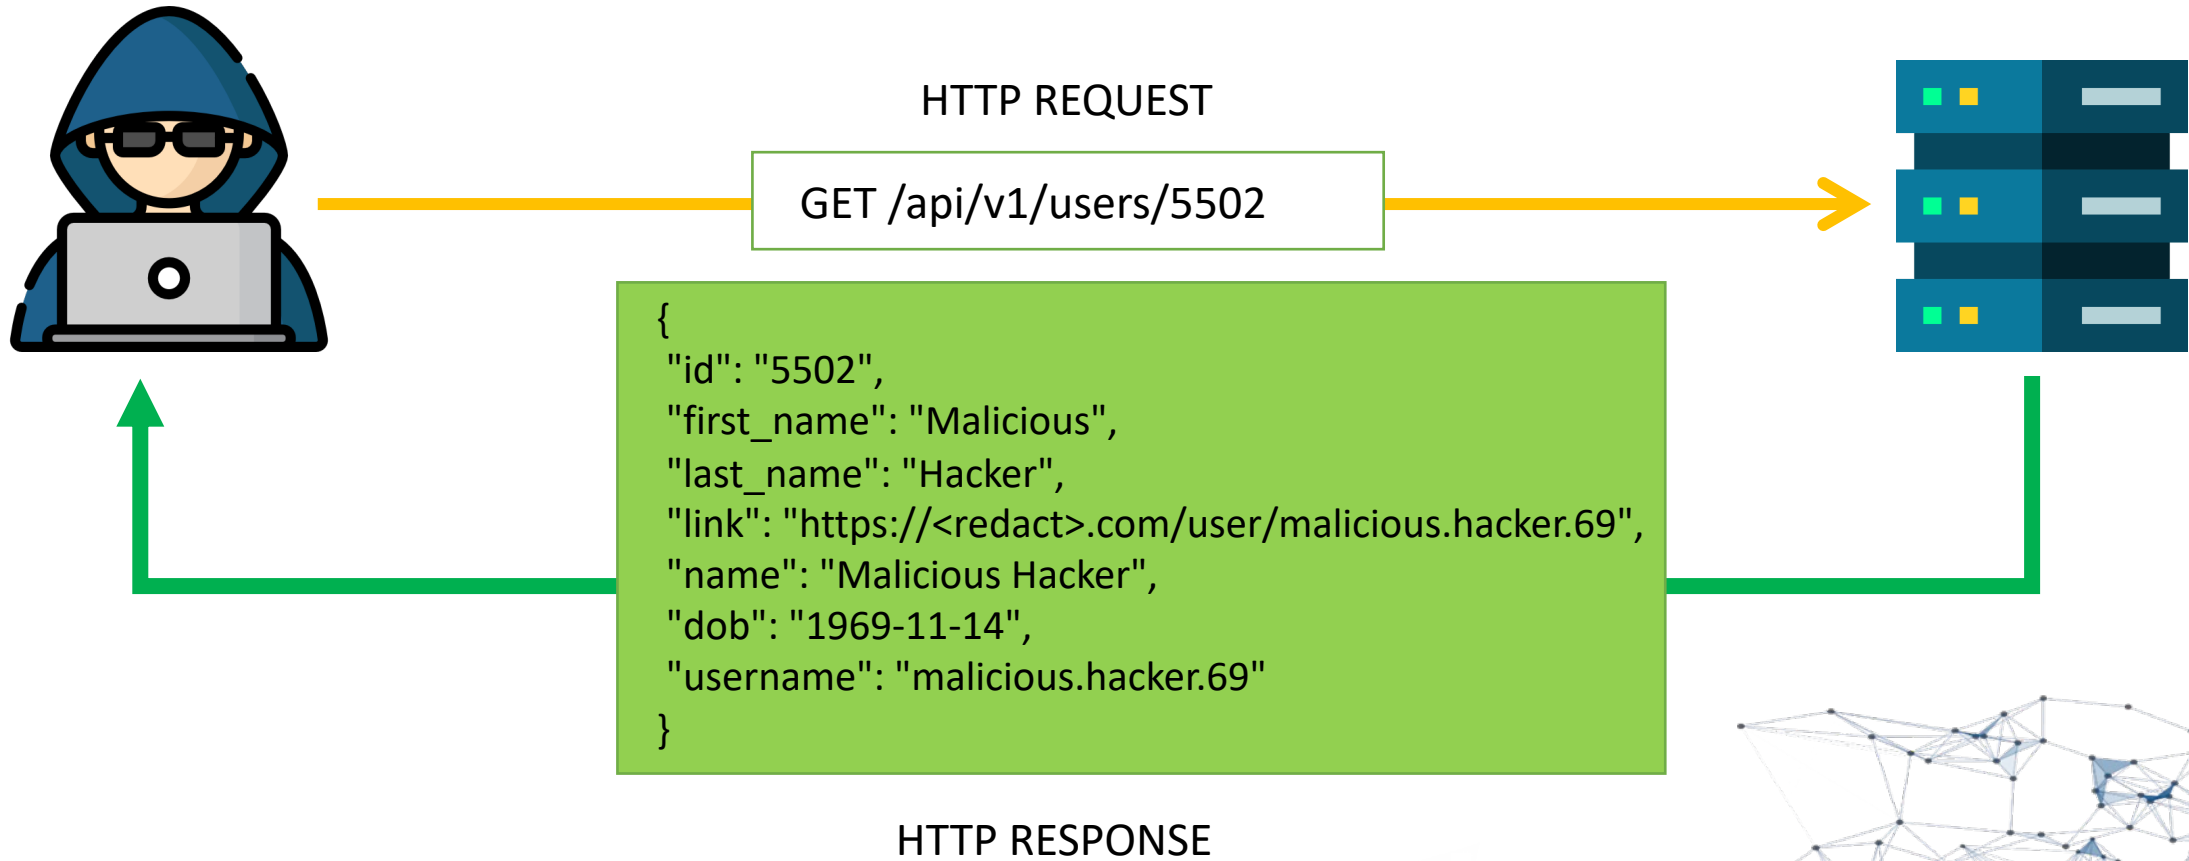 HTTP REQUEST
GET /api/v1/users/5502
{
"id": "5502",
"first_name": "Malicious",
"last_name": "Hacker",
"link": "https://<redact>.com/user/malicious.hacker.69",
"name": "Malicious Hacker",
"dob": "1969-11-14",
"username": "malicious.hacker.69"
}
HTTP RESPONSE